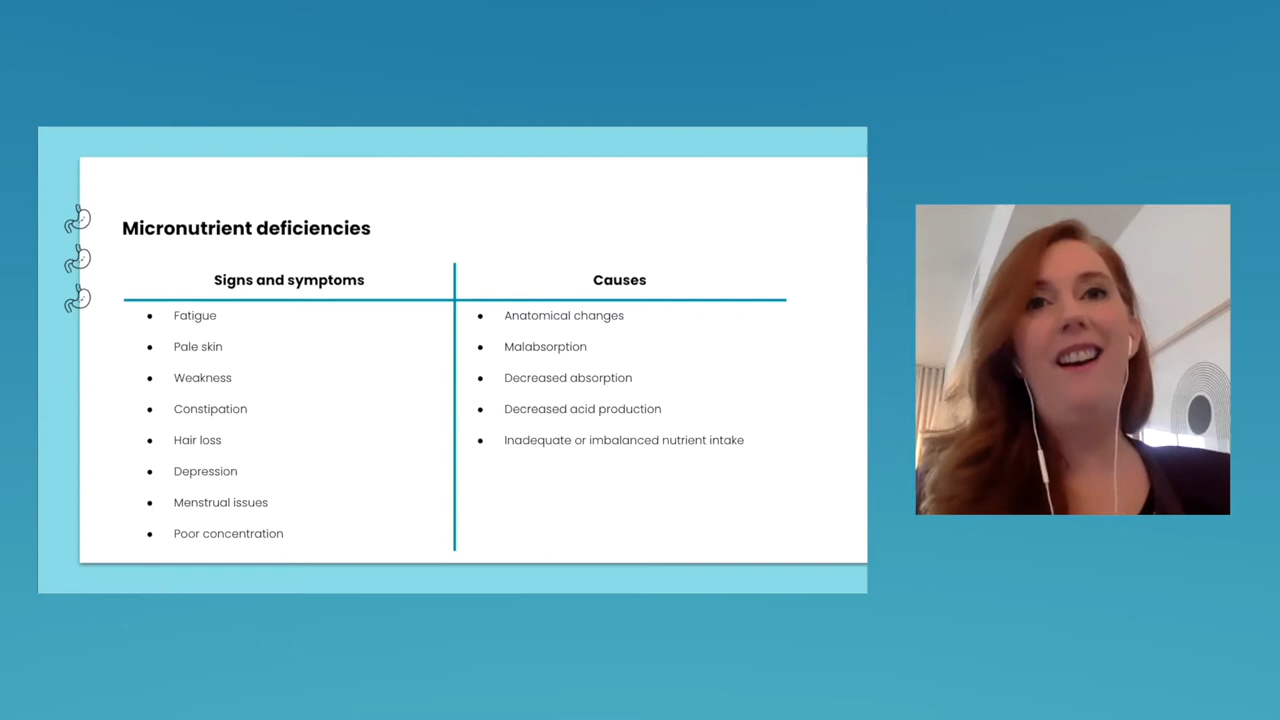 Micronutrient deficiencies
Signs and symptoms
Fatigue
Pale skin
Weakness
Constipation
Hair loss
Depression
Menstrual issues
Poor concentration
Causes
Anatomical changes
Malabsorption
Decreased absorption
Decreased acid production
Inadequate or imbalanced nutrient intake